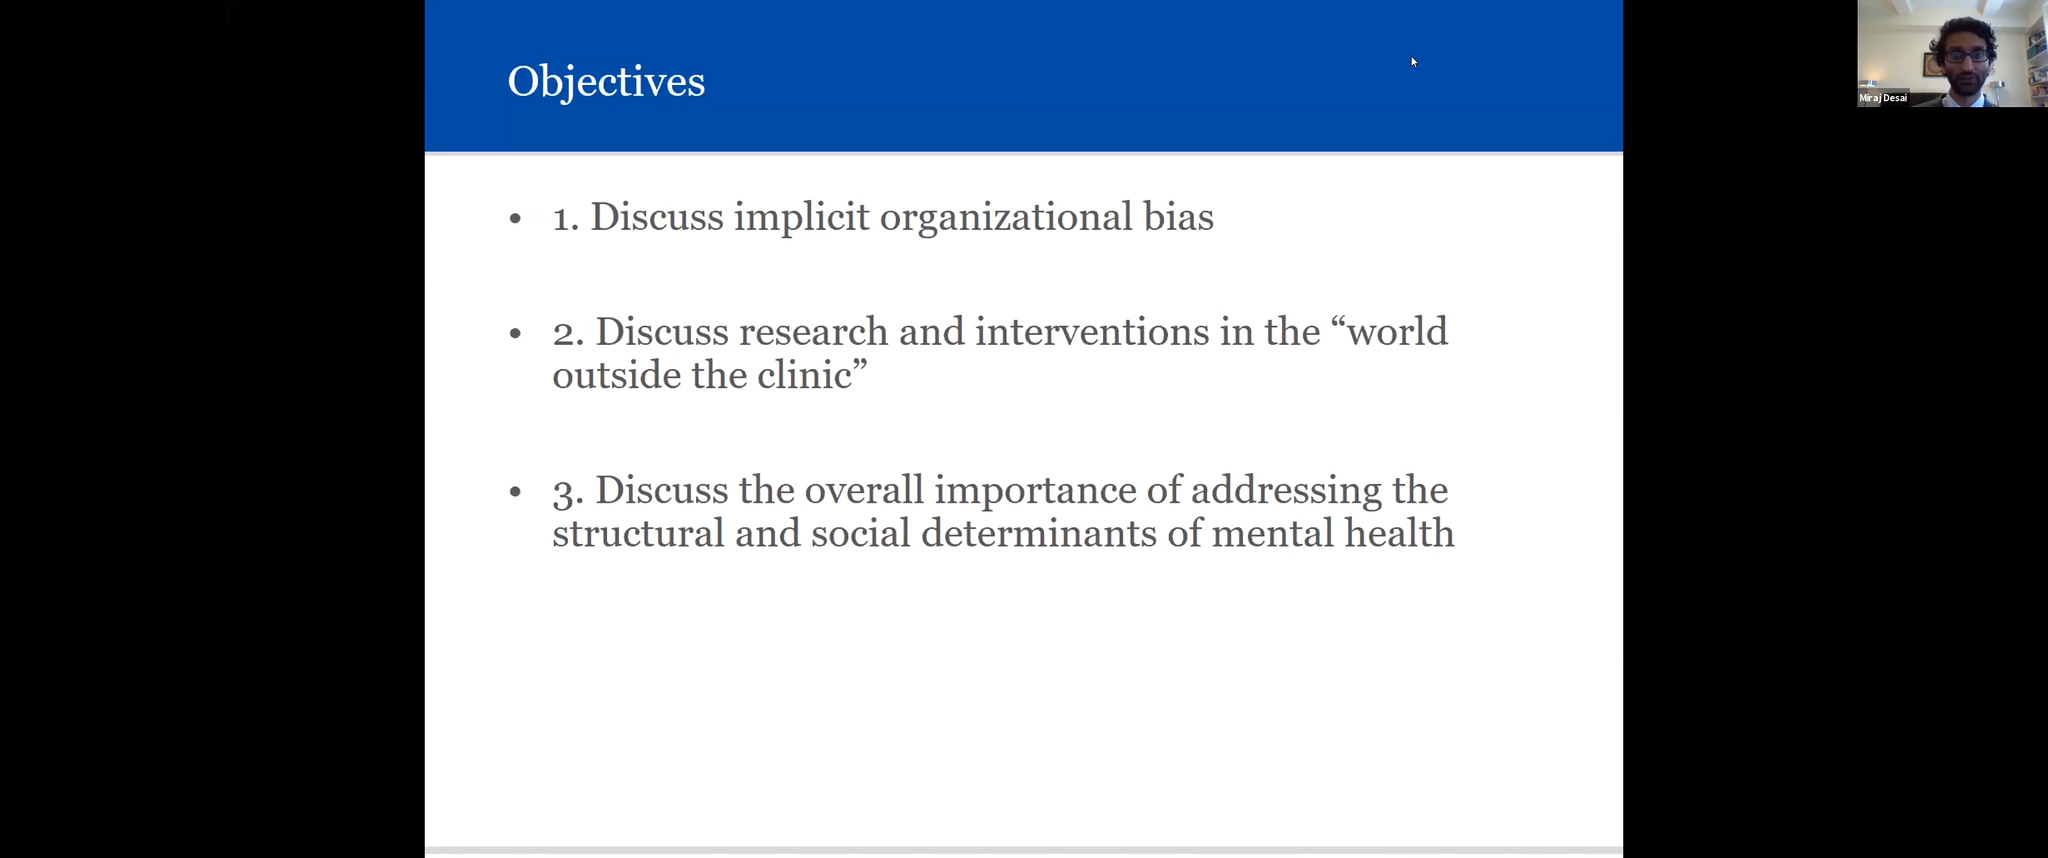 Objectives
Miraj Desai
• 1. Discuss implicit organizational bias
• 2. Discuss research and interventions in the “world
outside the clinic”
• 3. Discuss the overall importance of addressing the
structural and social determinants of mental health